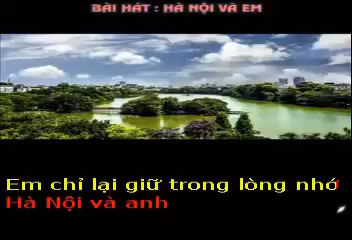 BÀI HÁT : HÀ NỘI VÀ EM
Em chỉ lại giữ trong lòng nhớ
Hà Nội và anh